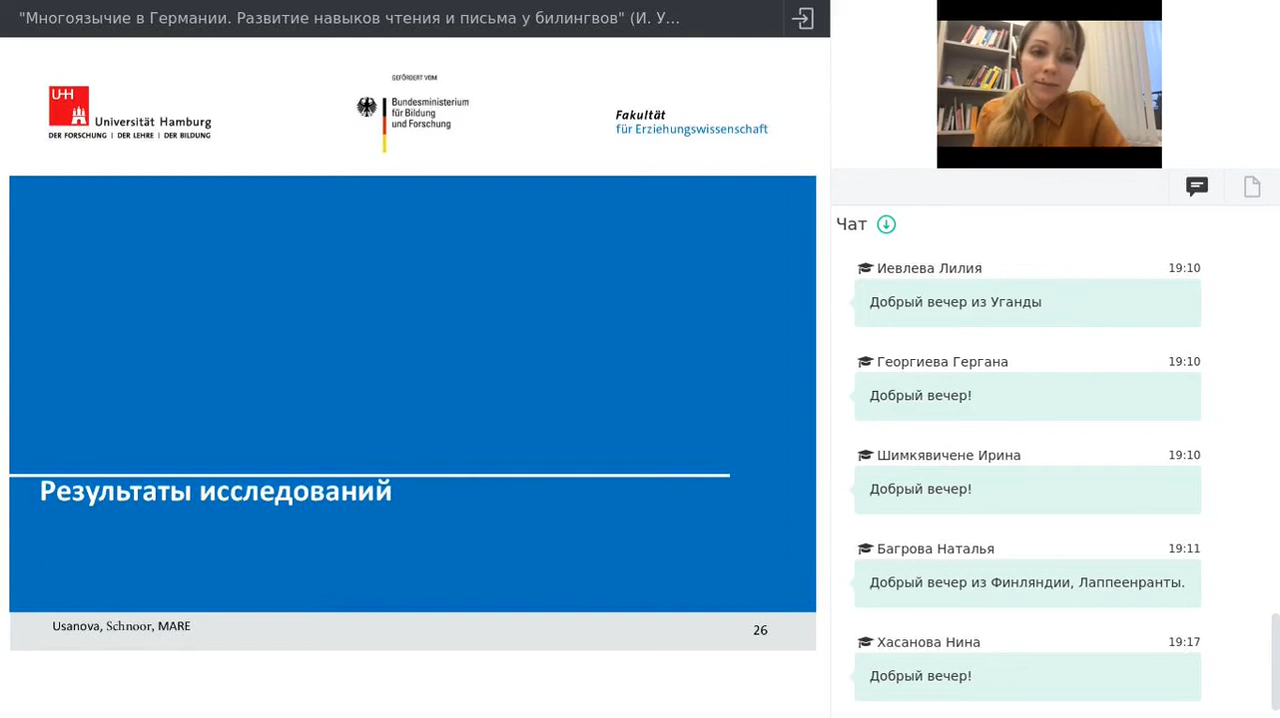 "Многоязычие в Германии. Развитие навыков чтения и письма у билингвов" (И. У...
UHH
Universität Hamburg
DER FORSCHUNG | DER LEHRE | DER BILDUNG
GEFÖRDERT VOM
Bundesministerium
für Bildung
und Forschung
Fakultät
für Erziehungswissenschaft
Результаты исследований
Usanova, Schnoor, MARE
26
Чат
Иевлева Лилия 19:10
Добрый вечер из Уганды
Георгиева Гергана 19:10
Добрый вечер!
Шимкявичене Ирина 19:10
Добрый вечер!
Багрова Наталья 19:11
Добрый вечер из Финляндии, Лаппеенранты.
Хасанова Нина 19:17
Добрый вечер!